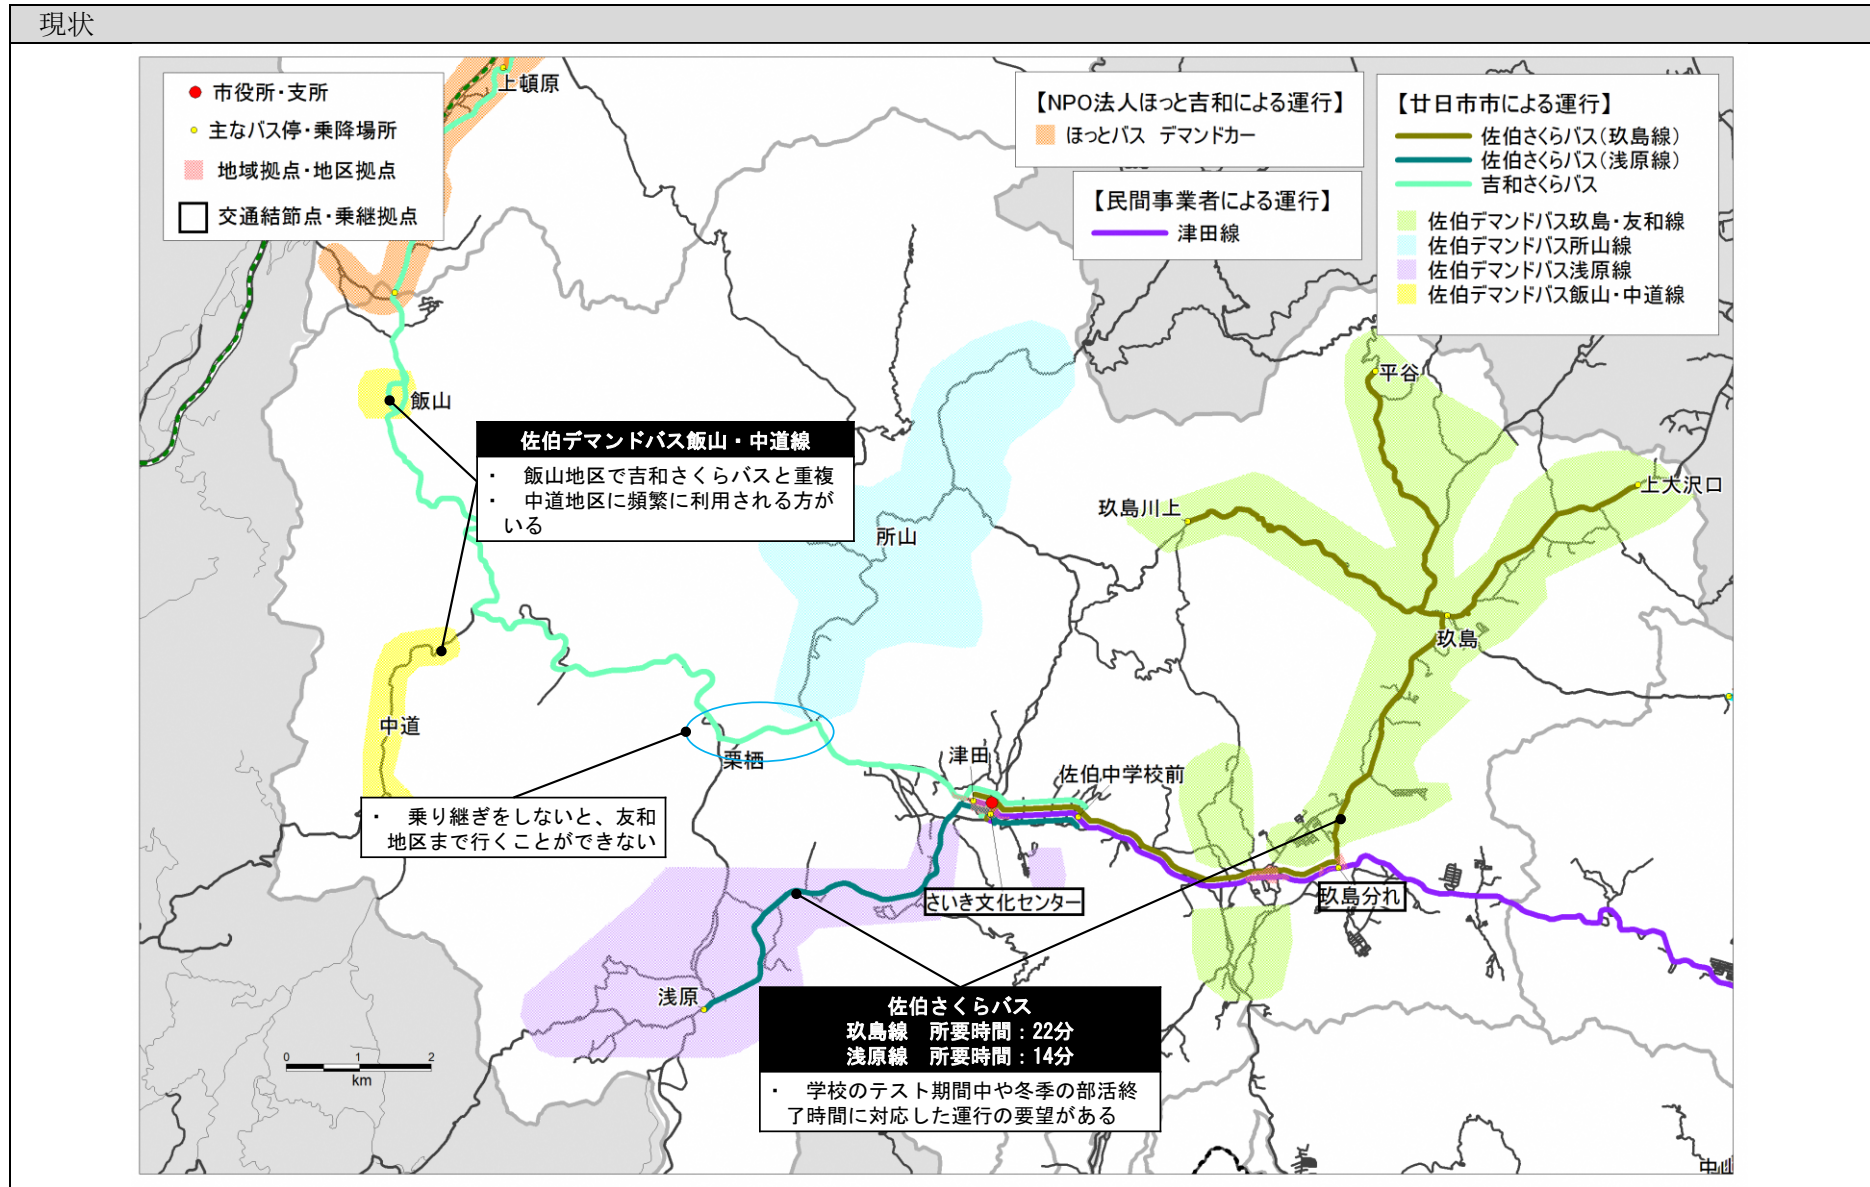 現状
市役所・支所
主なバス停・乗降場所
地域拠点・地区拠点
交通結節点・乗継拠点
【NPO法人ほっと吉和による運行】
ほっとバス デマンドカー
【民間事業者による運行】
津田線
【廿日市市による運行】
佐伯さくらバス(玖島線)
佐伯さくらバス(浅原線)
吉和さくらバス
佐伯デマンドバス玖島・友和線
佐伯デマンドバス所山線
佐伯デマンドバス浅原線
佐伯デマンドバス飯山・中道線
上頓原
飯山
佐伯デマンドバス飯山・中道線
・ 飯山地区で吉和さくらバスと重複
・ 中道地区に頻繁に利用される方が
いる
平谷
上大沢口
玖島川上
所山
玖島
中道
栗栖
津田
佐伯中学校前
・ 乗り継ぎをしないと、友和
地区まで行くことができない
さいき文化センター
玖島分れ
浅原
佐伯さくらバス
玖島線 所要時間：22分
浅原線 所要時間：14分
・ 学校のテスト期間中や冬季の部活終
了時間に対応した運行の要望がある
0 1 2
km